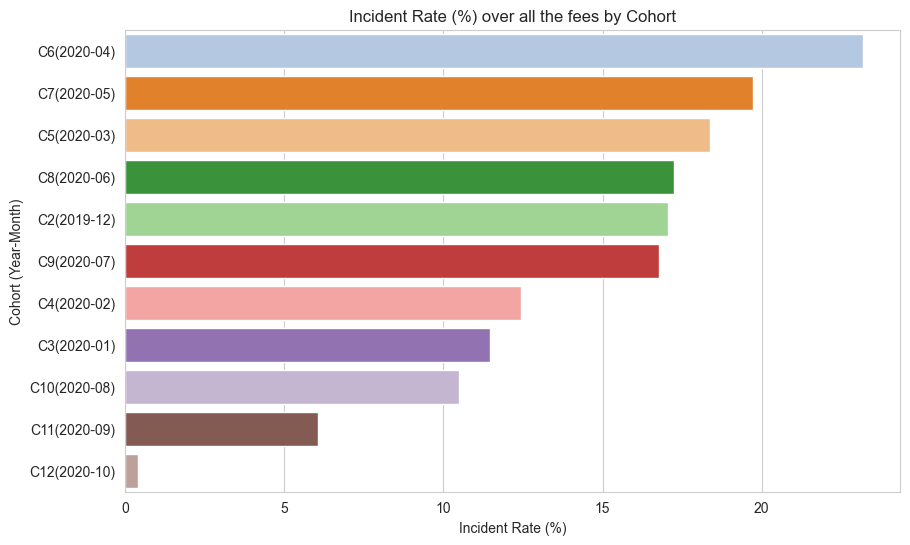 Incident Rate (%) over all the fees by Cohort
Cohort (Year-Month)
C6(2020-04)
C7(2020-05)
C5(2020-03)
C8(2020-06)
C2(2019-12)
C9(2020-07)
C4(2020-02)
C3(2020-01)
C10(2020-08)
C11(2020-09)
C12(2020-10)
0 5 10 15 20
Incident Rate (%)